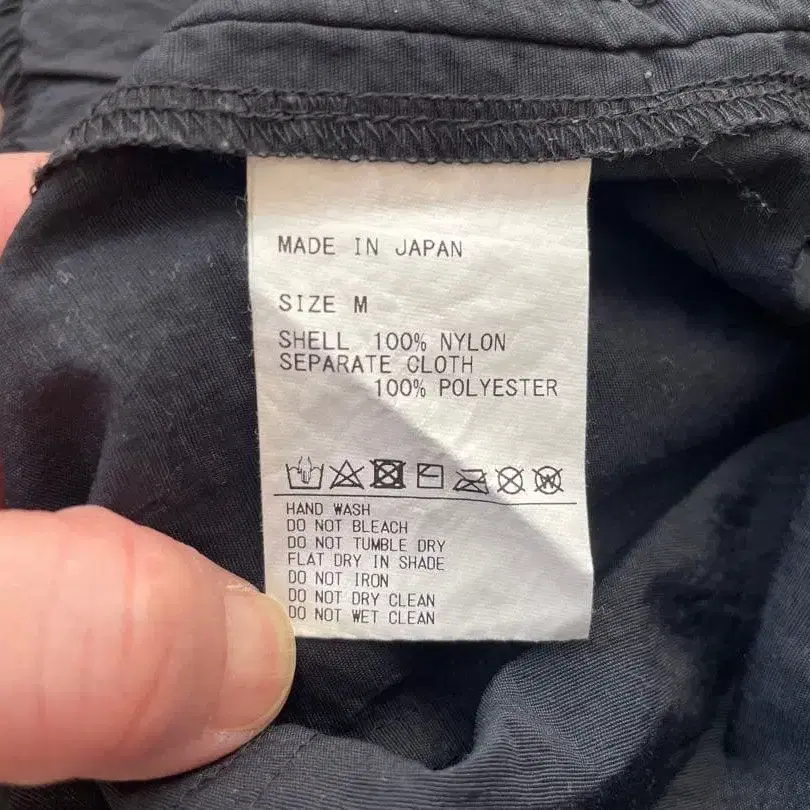 MADE IN JAPAN
SIZE M
SHELL 100% NYLON
SEPARATE CLOTH
100% POLYESTER
HAND WASH
DO NOT BLEACH
DO NOT TUMBLE DRY
FLAT DRY IN SHADE
DO NOT IRON
DO NOT DRY CLEAN
DO NOT WET CLEAN